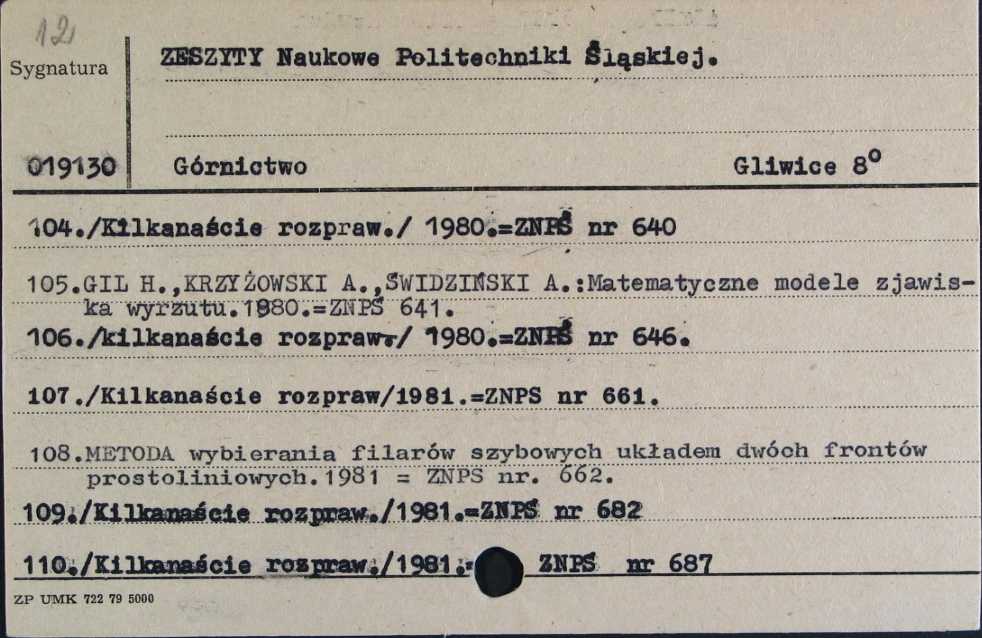 12
ZESZYTY Naukowe Politechniki Śląskiej.
Sygnatura
019130
Górnictwo Gliwice 8º
104./Kilkanaście rozpraw./ 1980.=ZNPŚ nr 640
105.GIL H.,KRZYŻOWSKI A.,ŚWIDZIŃSKI A.:Matematyczne modele zjawis-
ka wyrzutu.1980.=ZNPŚ 641.
106./kilkanaście rozpraw./ 1980.=ZNPŚ nr 646.
107./Kilkanaście rozpraw/1981.=ZNPS nr 661.
108.METODA wybierania filarów szybowych układem dwóch frontów
prostoliniowych.1981 = ZNPS nr. 662.
109./Kilkanaście rozpraw./1981.=ZNPŚ nr 682
110./Kilkanaście rozpraw./1981.= ZNPŚ nr 687
ZP UMK 722 79 5000